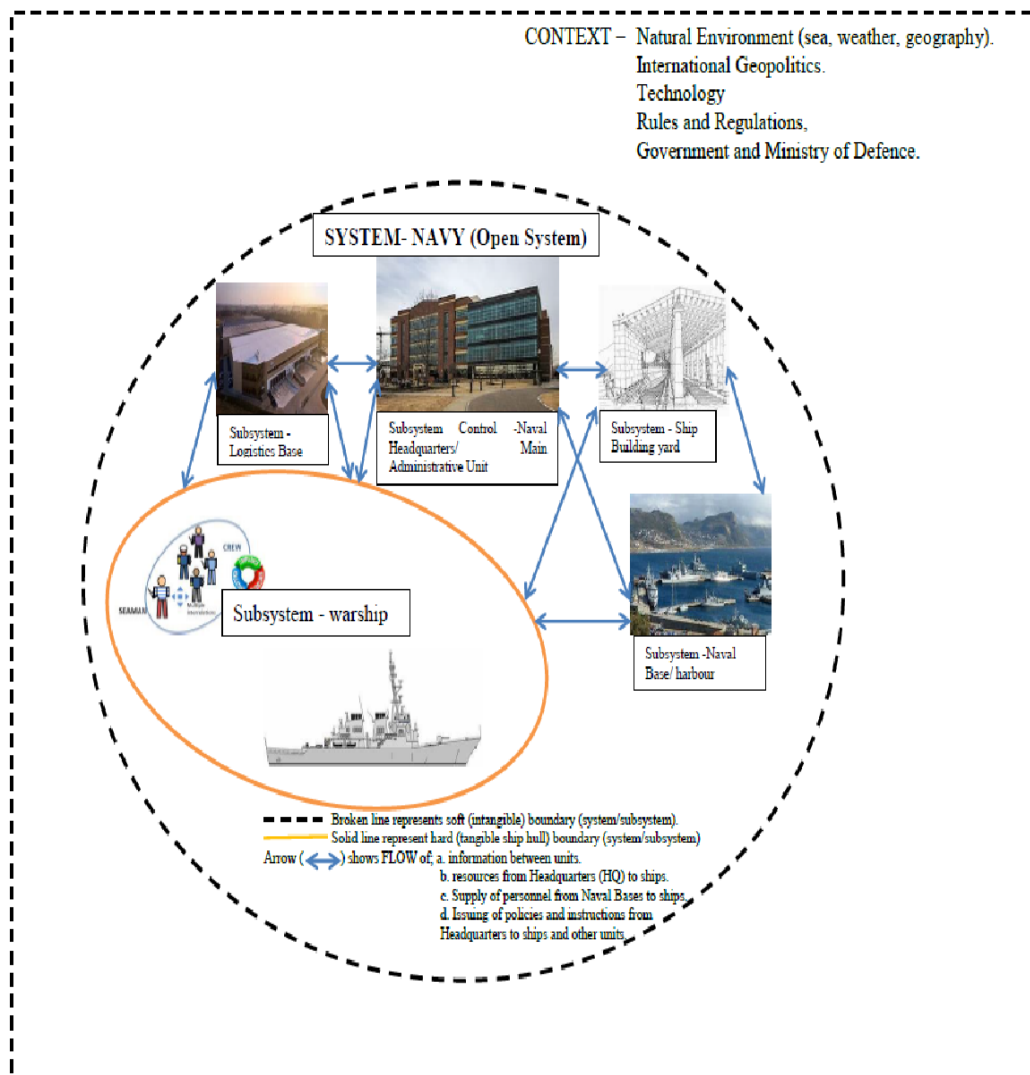 CONTEXT – Natural Environment (sea, weather, geography).
International Geopolitics.
Technology
Rules and Regulations,
Government and Ministry of Defence.
SYSTEM- NAVY (Open System)
Subsystem -
Logistics Base
Subsystem Control -Naval
Headquarters/ Main
Administrative Unit
Subsystem - Ship
Building yard
CREW
SEAMAN
Multiple
Subsystem - warship
Subsystem -Naval
Base/ harbour
Broken line represents soft (intangible) boundary (system/subsystem).
Solid line represent hard (tangible ship hull) boundary (system/subsystem)
Arrow ( ) shows FLOW of; a. information between units.
b. resources from Headquarters (HQ) to ships.
c. Supply of personnel from Naval Bases to ships.
d. Issuing of policies and instructions from
Headquarters to ships and other units.